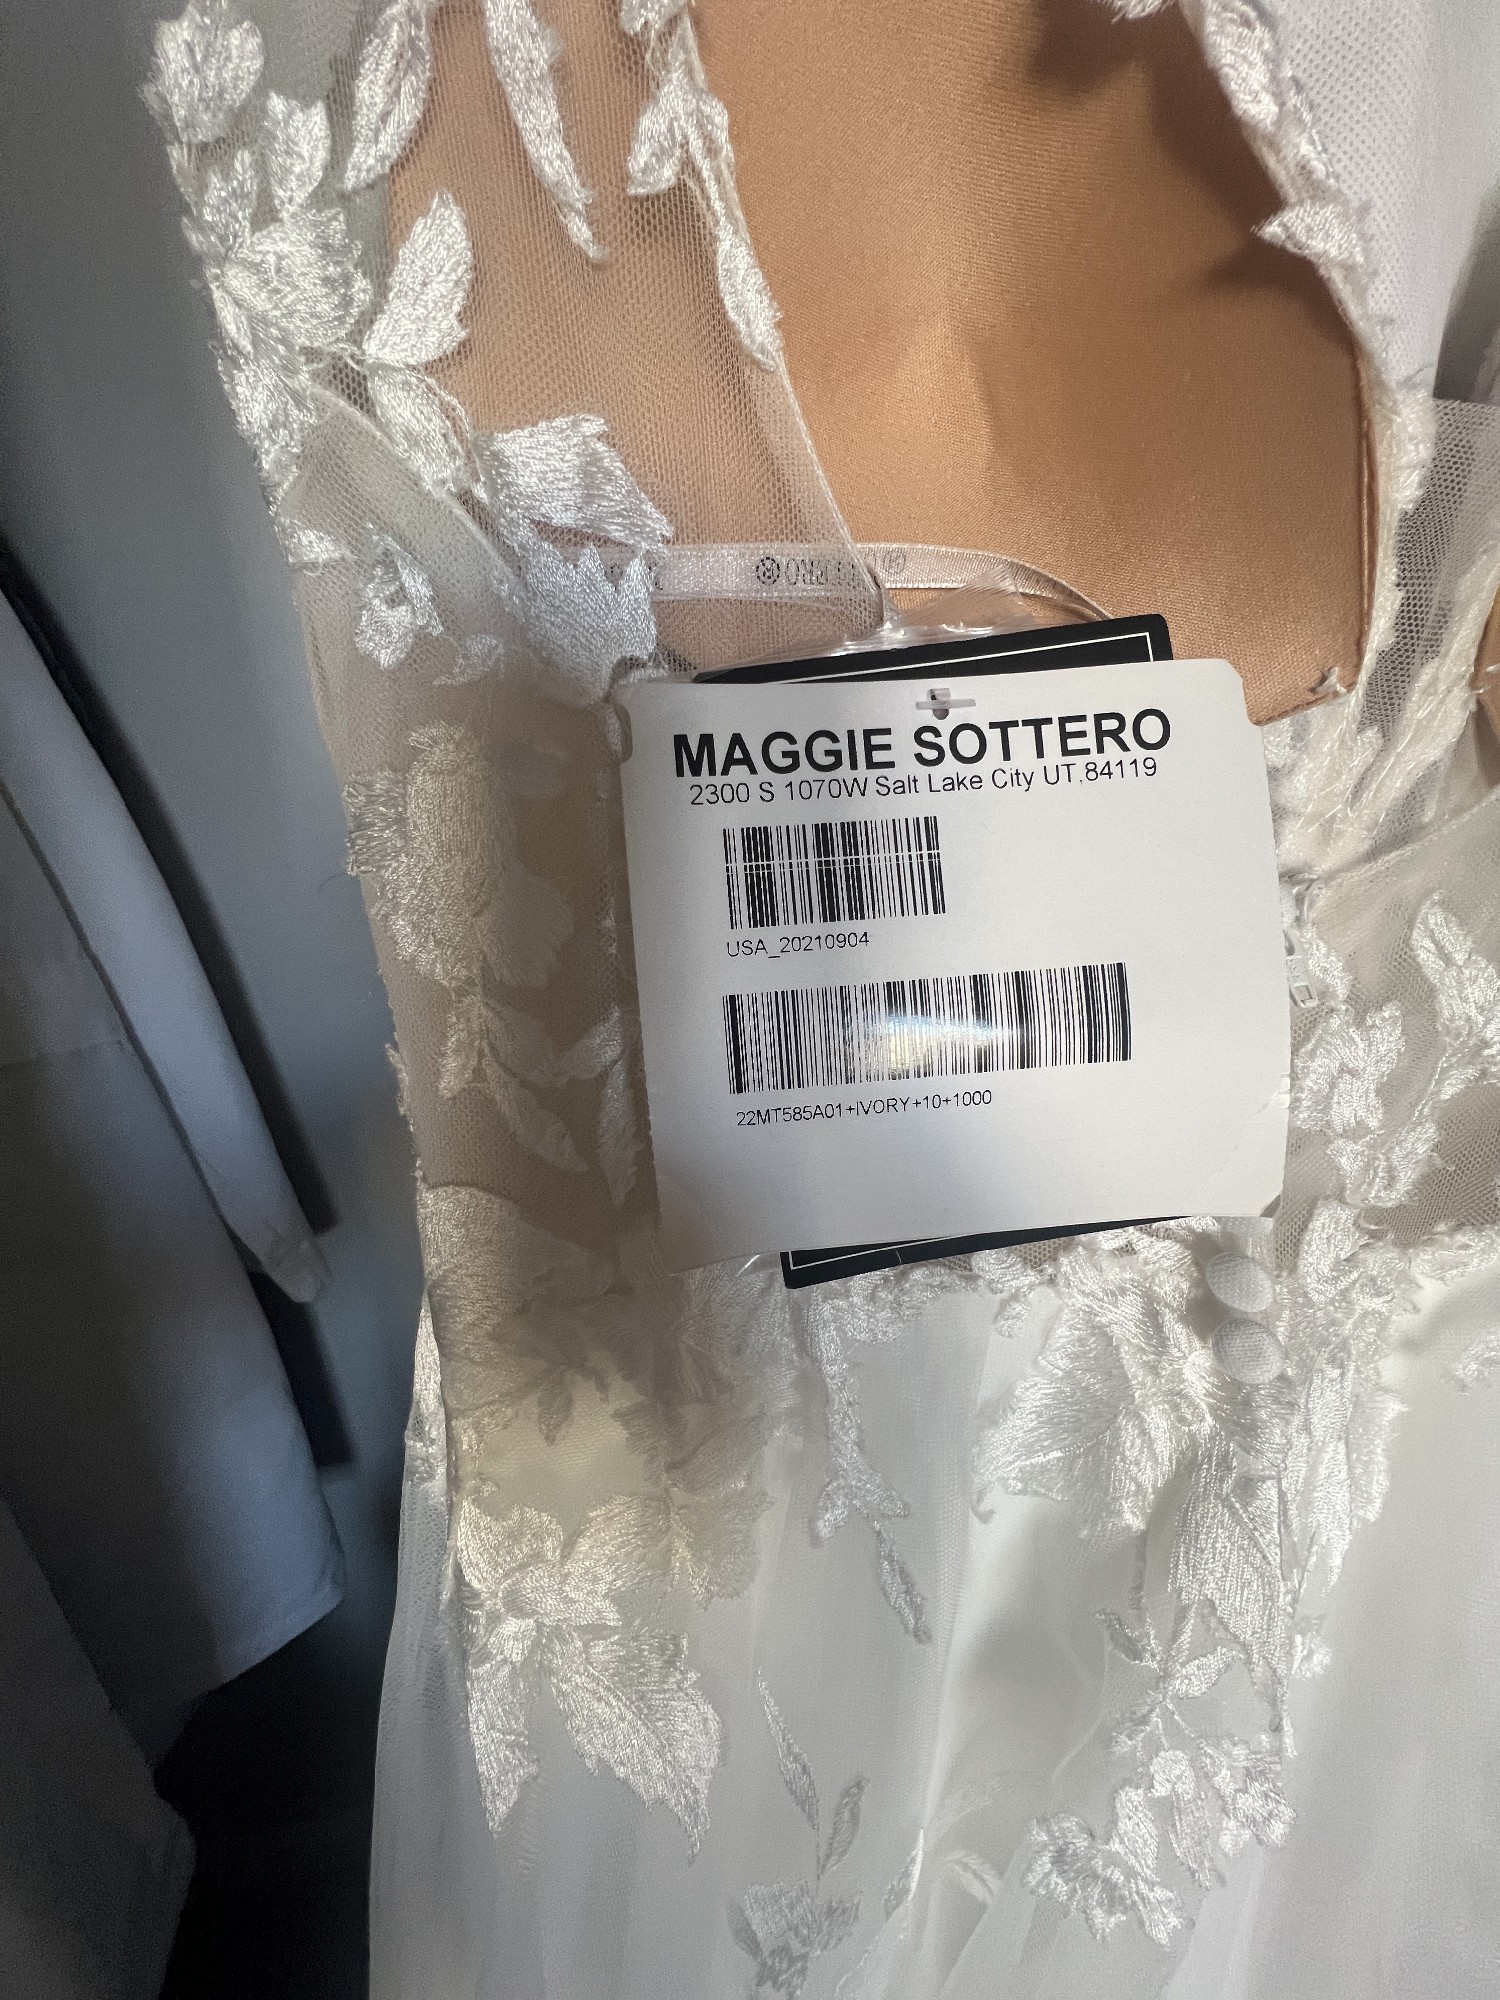 MAGGIE SOTTERO
2300 S 1070W Salt Lake City UT,84119
USA_20210904
22MT585A01+IVORY+10+1000